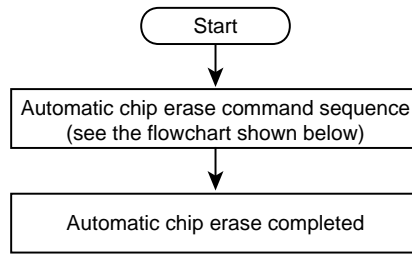 Start
Automatic chip erase command sequence
(see the flowchart shown below)
Automatic chip erase completed